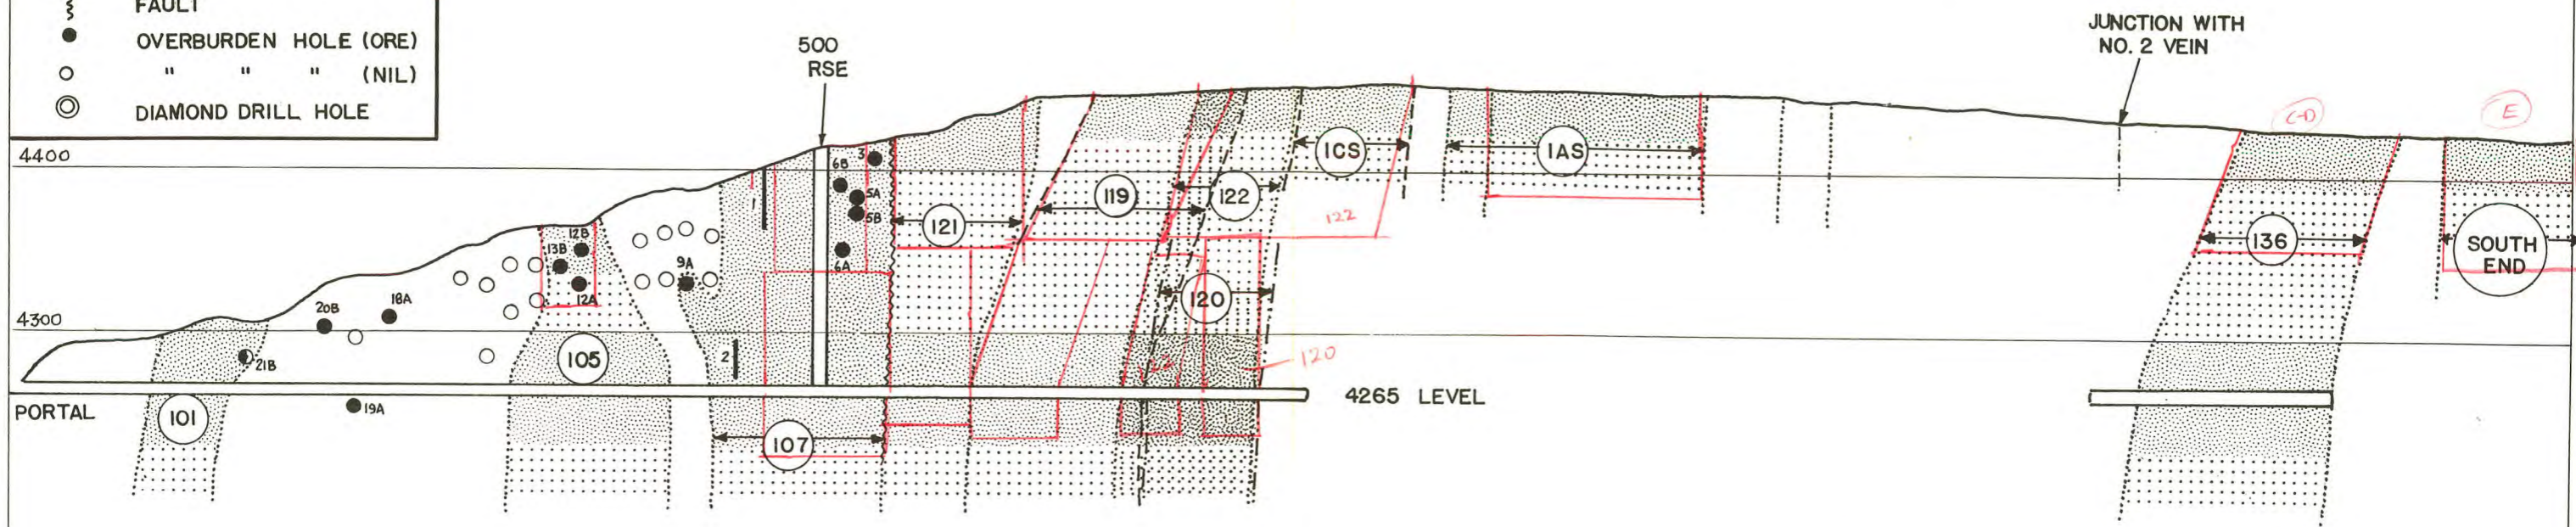 FAULT
OVERBURDEN HOLE (ORE)
" " " (NIL)
DIAMOND DRILL HOLE
500
RSE
JUNCTION WITH
NO. 2 VEIN
C-D
E
4400
6B
3
5A
5B
6A
1CS
1AS
119
122
121
122
136
SOUTH
END
12B
13B
12A
9A
20B
18A
120
4300
21B
105
2
122
120
PORTAL
101
19A
107
4265 LEVEL